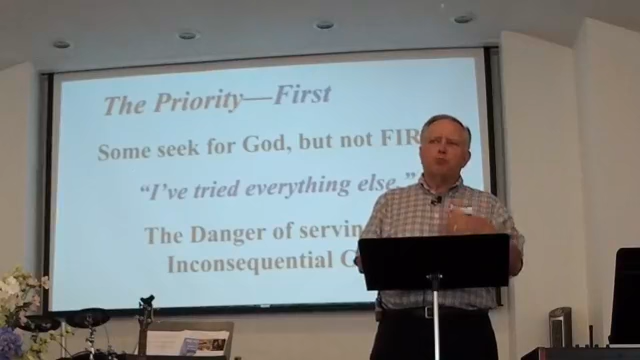 The Priority—First
Some seek for God, but not FIR
“I’ve tried everything else.”
The Danger of servin
Inconsequential